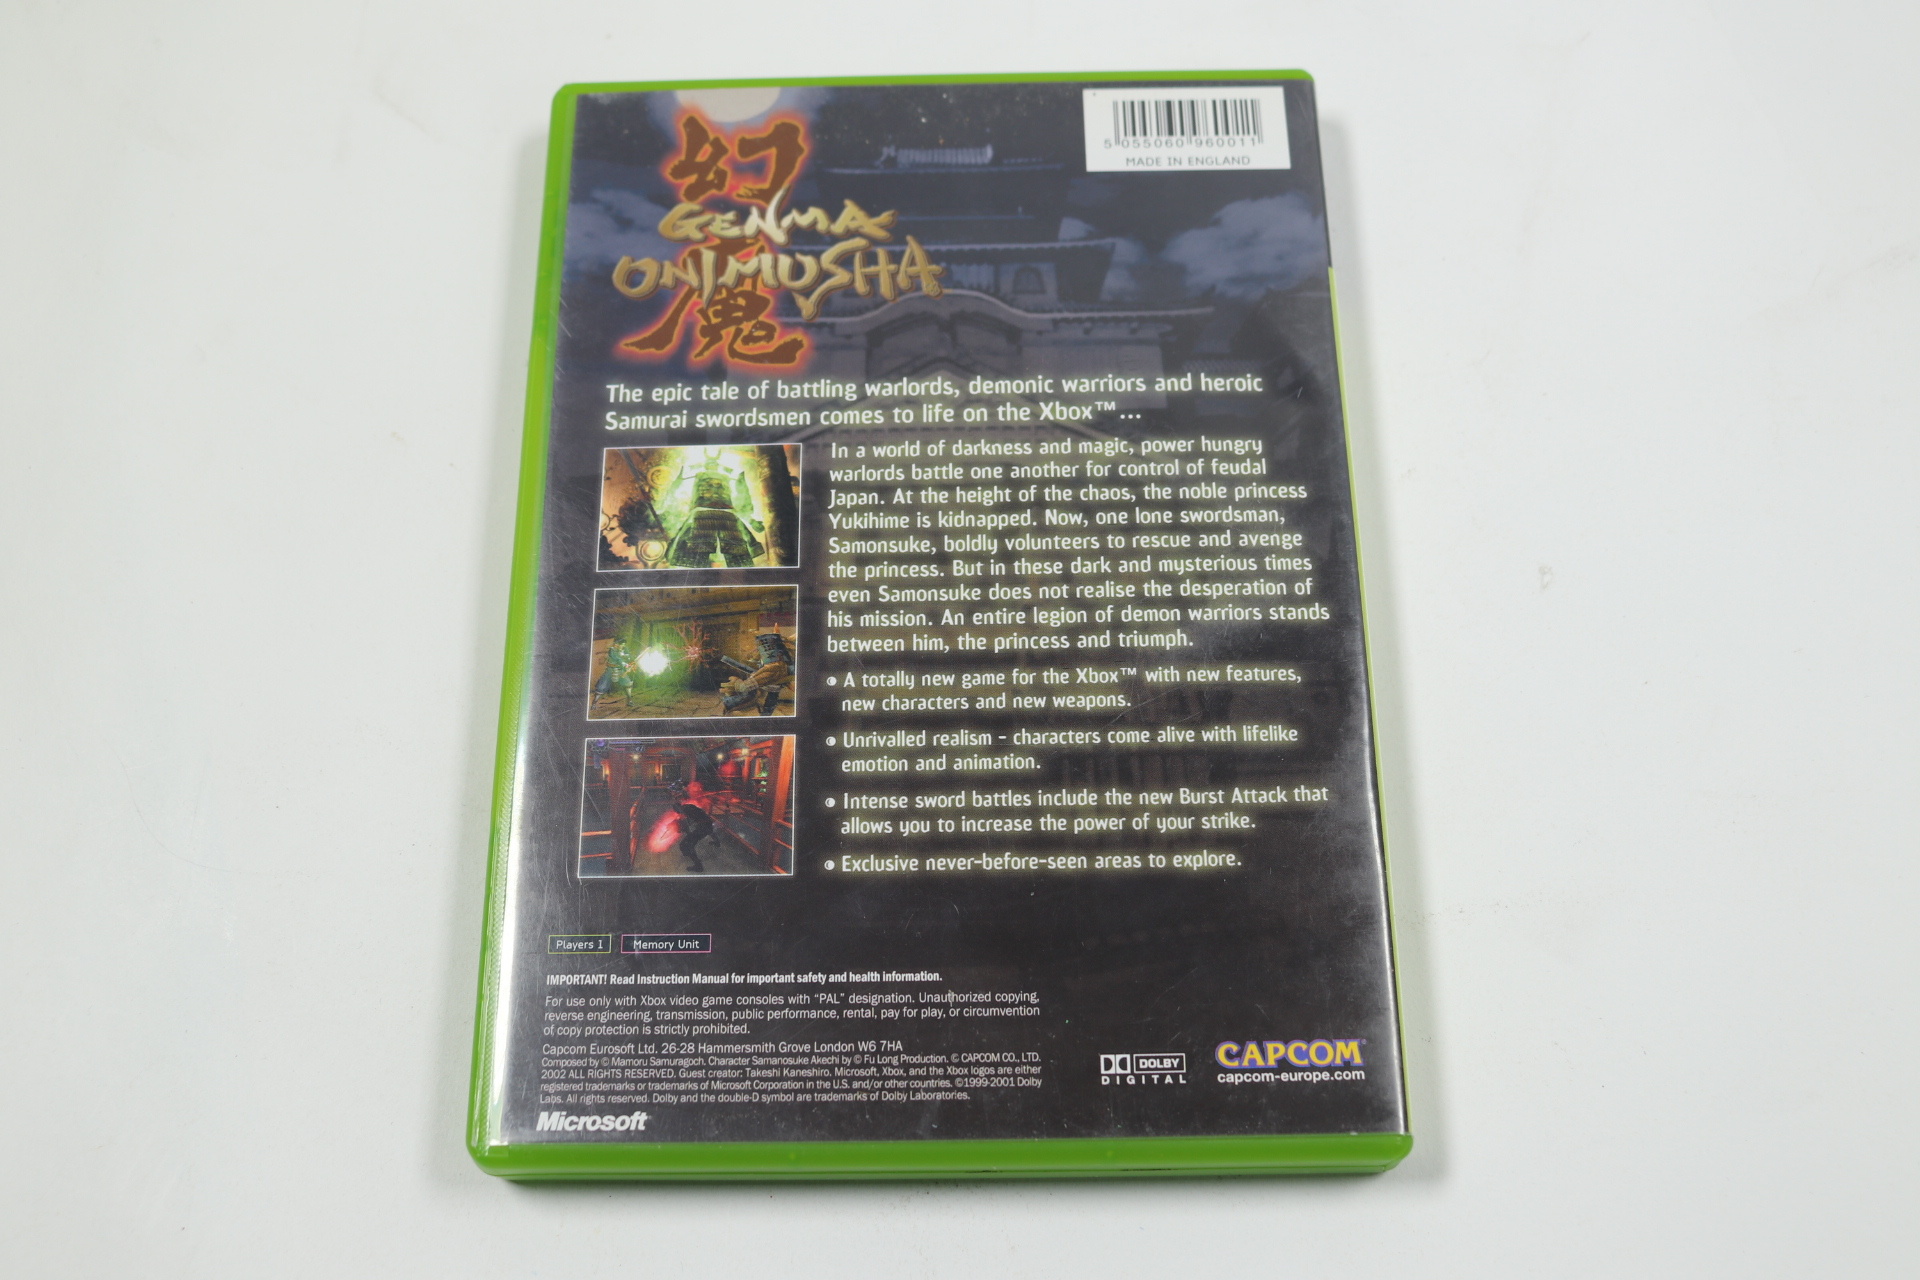 幻
GENMA
ONIMUSHA
魔
5 055060 960011
MADE IN ENGLAND
The epic tale of battling warlords, demonic warriors and heroic
Samurai swordsmen comes to life on the Xbox™...
In a world of darkness and magic, power hungry
warlords battle one another for control of feudal
Japan. At the height of the chaos, the noble princess
Yukihime is kidnapped. Now, one lone swordsman,
Samonsuke, boldly volunteers to rescue and avenge
the princess. But in these dark and mysterious times
even Samonsuke does not realise the desperation of
his mission. An entire legion of demon warriors stands
between him, the princess and triumph.
A totally new game for the Xbox™ with new features,
new characters and new weapons.
Unrivalled realism – characters come alive with lifelike
emotion and animation.
Intense sword battles include the new Burst Attack that
allows you to increase the power of your strike.
Exclusive never-before-seen areas to explore.
Players 1 Memory Unit
IMPORTANT! Read Instruction Manual for important safety and health information.
For use only with Xbox video game consoles with "PAL" designation. Unauthorized copying,
reverse engineering, transmission, public performance, rental, pay for play, or circumvention
of copy protection is strictly prohibited.
Capcom Eurosoft Ltd. 26-28 Hammersmith Grove London W6 7HA
Composed by © Mamoru Samuragoch. Character Samanosuke Akechi by © Fu Long Production. © CAPCOM CO., LTD.
2002 ALL RIGHTS RESERVED. Guest creator: Takeshi Kaneshiro. Microsoft, Xbox, and the Xbox logos are either
registered trademarks or trademarks of Microsoft Corporation in the U.S. and/or other countries. ©1999-2001 Dolby
Labs. All rights reserved. Dolby and the double-D symbol are trademarks of Dolby Laboratories.
Microsoft
DOLBY
DIGITAL
CAPCOM
capcom-europe.com